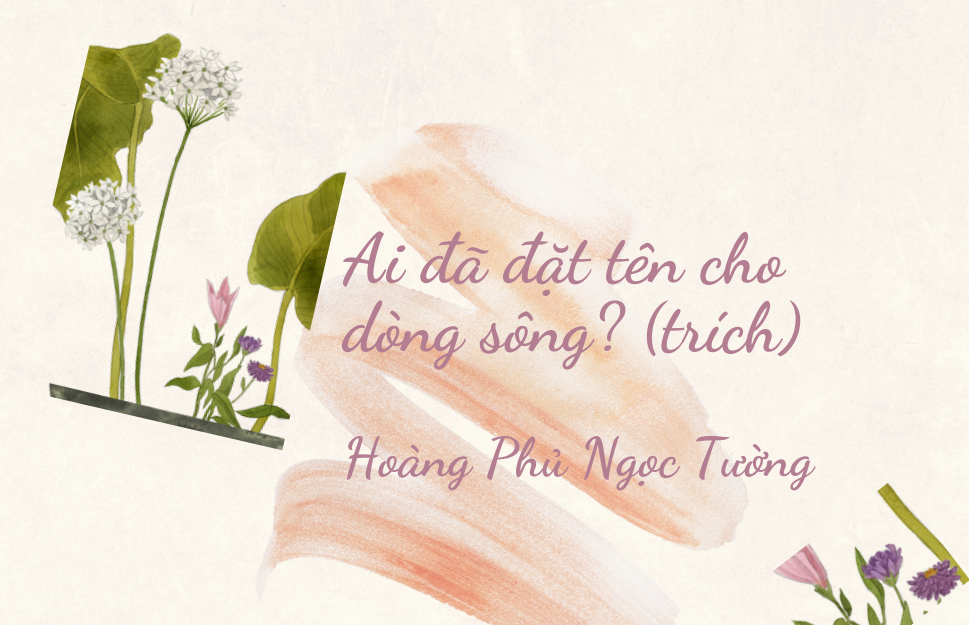 Ai đã đặt tên cho
dòng sông? (trích)
Hoàng Phủ Ngọc Tường